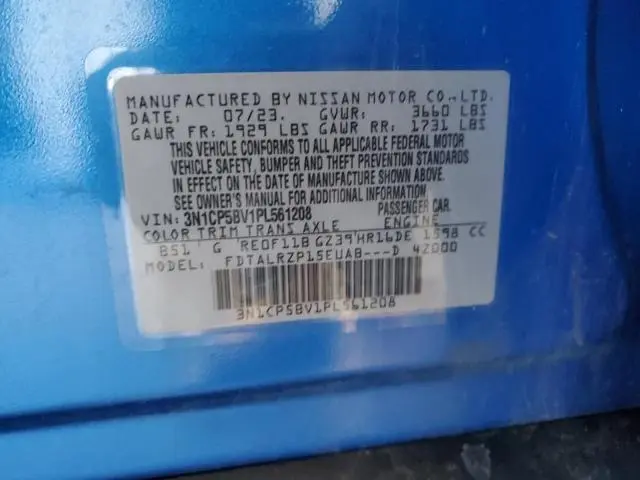 MANUFACTURED BY NISSAN MOTOR CO.,LTD.
DATE: 07/23. GVWR: 3660 LBS
GAWR FR: 1929 LBS GAWR RR: 1731 LBS
THIS VEHICLE CONFORMS TO ALL APPLICABLE FEDERAL MOTOR
VEHICLE SAFETY, BUMPER AND THEFT PREVENTION STANDARDS
IN EFFECT ON THE DATE OF MANUFACTURE SHOWN ABOVE.
SEE OWNER'S MANUAL FOR ADDITIONAL INFORMATION
VIN: 3N1CP5BV1PL561208 PASSENGER CAR
COLOR TRIM TRANS AXLE ENGINE
B51 G RE0F11B GZ39 HR16DE 1598 CC
MODEL: FDTALRZP15EUAB---D 42000
3N1CP5BV1PL561208